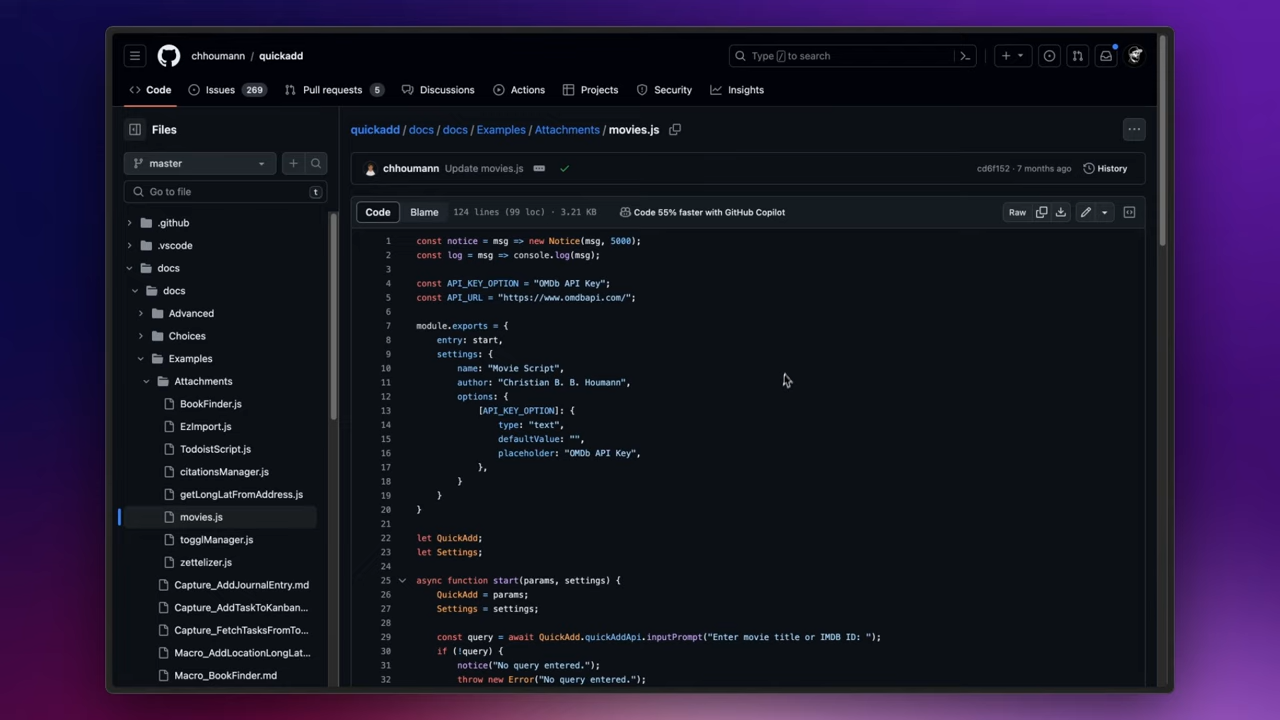 chhoumann / quickadd
Type / to search
Code
Issues 269
Pull requests 5
Discussions
Actions
Projects
Security
Insights
Files
master
Go to file t
.github
.vscode
docs
docs
Advanced
Choices
Examples
Attachments
BookFinder.js
EzImport.js
TodoistScript.js
citationsManager.js
getLongLatFromAddress.js
movies.js
togglManager.js
zettelizer.js
Capture_AddJournalEntry.md
Capture_AddTaskToKanban...
Capture_FetchTasksFromTo...
Macro_AddLocationLongLat...
Macro_BookFinder.md
quickadd / docs / docs / Examples / Attachments / movies.js
chhoumann Update movies.js
cd6f152 · 7 months ago
History
Code
Blame
124 lines (99 loc) · 3.21 KB
Code 55% faster with GitHub Copilot
Raw
1 const notice = msg => new Notice(msg, 5000);
2 const log = msg => console.log(msg);
3
4 const API_KEY_OPTION = "OMDb API Key";
5 const API_URL = "https://www.omdbapi.com/";
6
7 module.exports = {
8 entry: start,
9 settings: {
10 name: "Movie Script",
11 author: "Christian B. B. Houmann",
12 options: {
13 [API_KEY_OPTION]: {
14 type: "text",
15 defaultValue: "",
16 placeholder: "OMDb API Key",
17 },
18 }
19 }
20 }
21
22 let QuickAdd;
23 let Settings;
24
25 async function start(params, settings) {
26 QuickAdd = params;
27 Settings = settings;
28
29 const query = await QuickAdd.quickAddApi.inputPrompt("Enter movie title or IMDB ID: ");
30 if (!query) {
31 notice("No query entered.");
32 throw new Error("No query entered.");